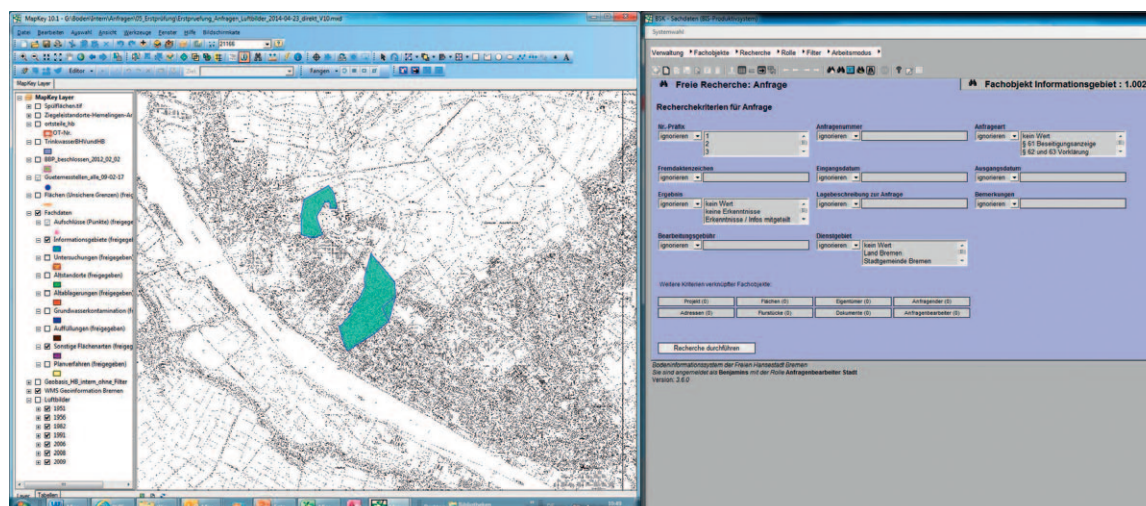 MapKey 10.1 - G:\Boden\Intern\Anfragen\03_Erstprüfung\Erstpruefung_Anfragen_Luftbilder_2014-04-23_direkt_V10.mxd
Datei Bearbeiten Auswahl Ansicht Werkzeuge Fenster Hilfe Bildschirmkarte
21166
Editor Ziel: Fangen
MapKey Layer
MapKey Layer
Spülflächen.tif
Ziegeleistandorte-Hemelingen-Ar
ortsteile_hb
OT-Nr.
TrinkwasserBHVundHB
BBP_beschlossen_2012_02_02
Guetemesstellen_alle_09-02-17
Flächen (Unsichere Grenzen) (freig
Fachdaten
Aufschlüsse (Punkte) (freigege
Informationsgebiete (freigegel
Untersuchungen (freigegeben)
Altstandorte (freigegeben)
Altablagerungen (freigegeben)
Grundwasserkontamination (f
Auffüllungen (freigegeben)
Sonstige Flächenarten (freigeg
Planverfahren (freigegeben)
Geobasis_HB_intern_ohne_Filter
WMS Geoinformation Bremen
Luftbilder
1951
1956
1982
1991
2006
2008
2009
Layer Tabellen
BSK - Sachdaten (BG-Produktivsystem)
Systemwahl
Verwaltung Fachobjekte Recherche Rolle Filter Arbeitsmodus
Freie Recherche: Anfrage Fachobjekt Informationsgebiet : 1.002
Recherchekriterien für Anfrage
Nr.-Präfix Anfragenummer Anfrageart
ignorieren 1 ignorieren ignorieren kein Wert
2 § 61 Beseitigungsanzeige
3 § 62 und 63 Vorklärung
Fremdaktenzeichen Eingangsdatum Ausgangsdatum
ignorieren ignorieren ignorieren
Ergebnis Lagebeschreibung zur Anfrage Bemerkungen
ignorieren kein Wert ignorieren ignorieren
keine Erkenntnisse
Erkenntnisse / Infos mitgeteilt
Bearbeitungsgebühr Dienstgebiet
ignorieren ignorieren kein Wert
Land Bremen
Stadtgemeinde Bremen
Weitere Kriterien verknüpfter Fachobjekte:
Projekt (0) Flächen (0) Eigentümer (0) Anfragender (0)
Adressen (0) Flurstücke (0) Dokumente (0) Anfragenbearbeiter (0)
Recherche durchführen
Bodeninformationssystem der Freien Hansestadt Bremen
Sie sind angemeldet als Benjamins mit der Rolle Anfragenbearbeiter Stadt
Version: 3.6.0